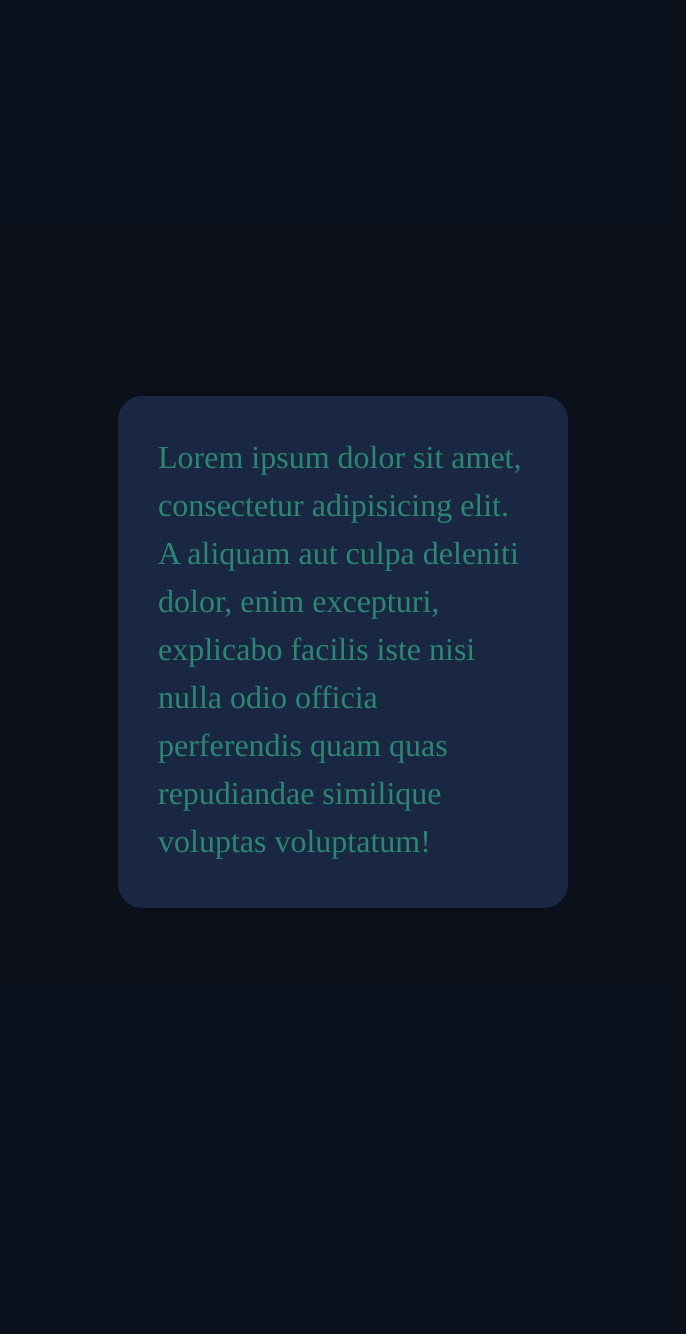 Lorem ipsum dolor sit amet,
consectetur adipisicing elit.
A aliquam aut culpa deleniti
dolor, enim excepturi,
explicabo facilis iste nisi
nulla odio officia
perferendis quam quas
repudiandae similique
voluptas voluptatum!